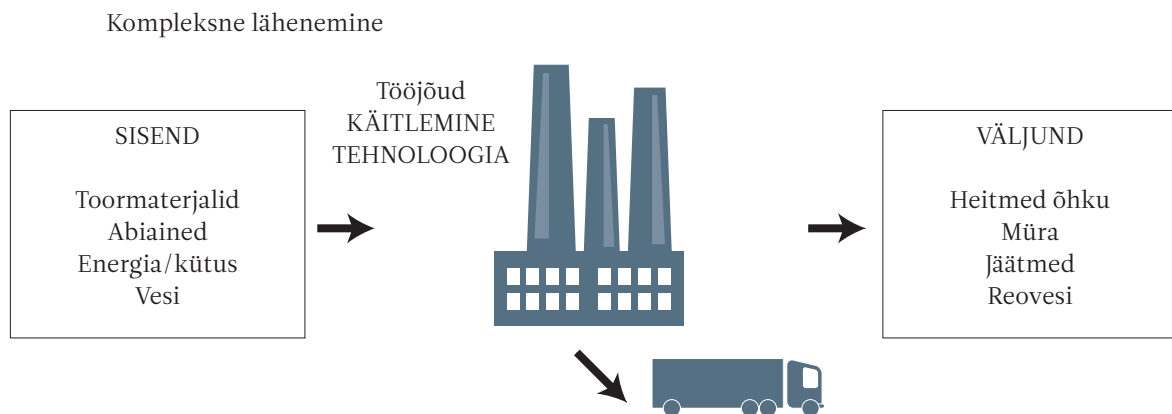 Kompleksne lähenemine
SISEND
Toormaterjalid
Abiained
Energia/kütus
Vesi
Tööjõud
KÄITLEMINE
TEHNOLOOGIA
VÄLJUND
Heitmed õhku
Müra
Jäätmed
Reovesi